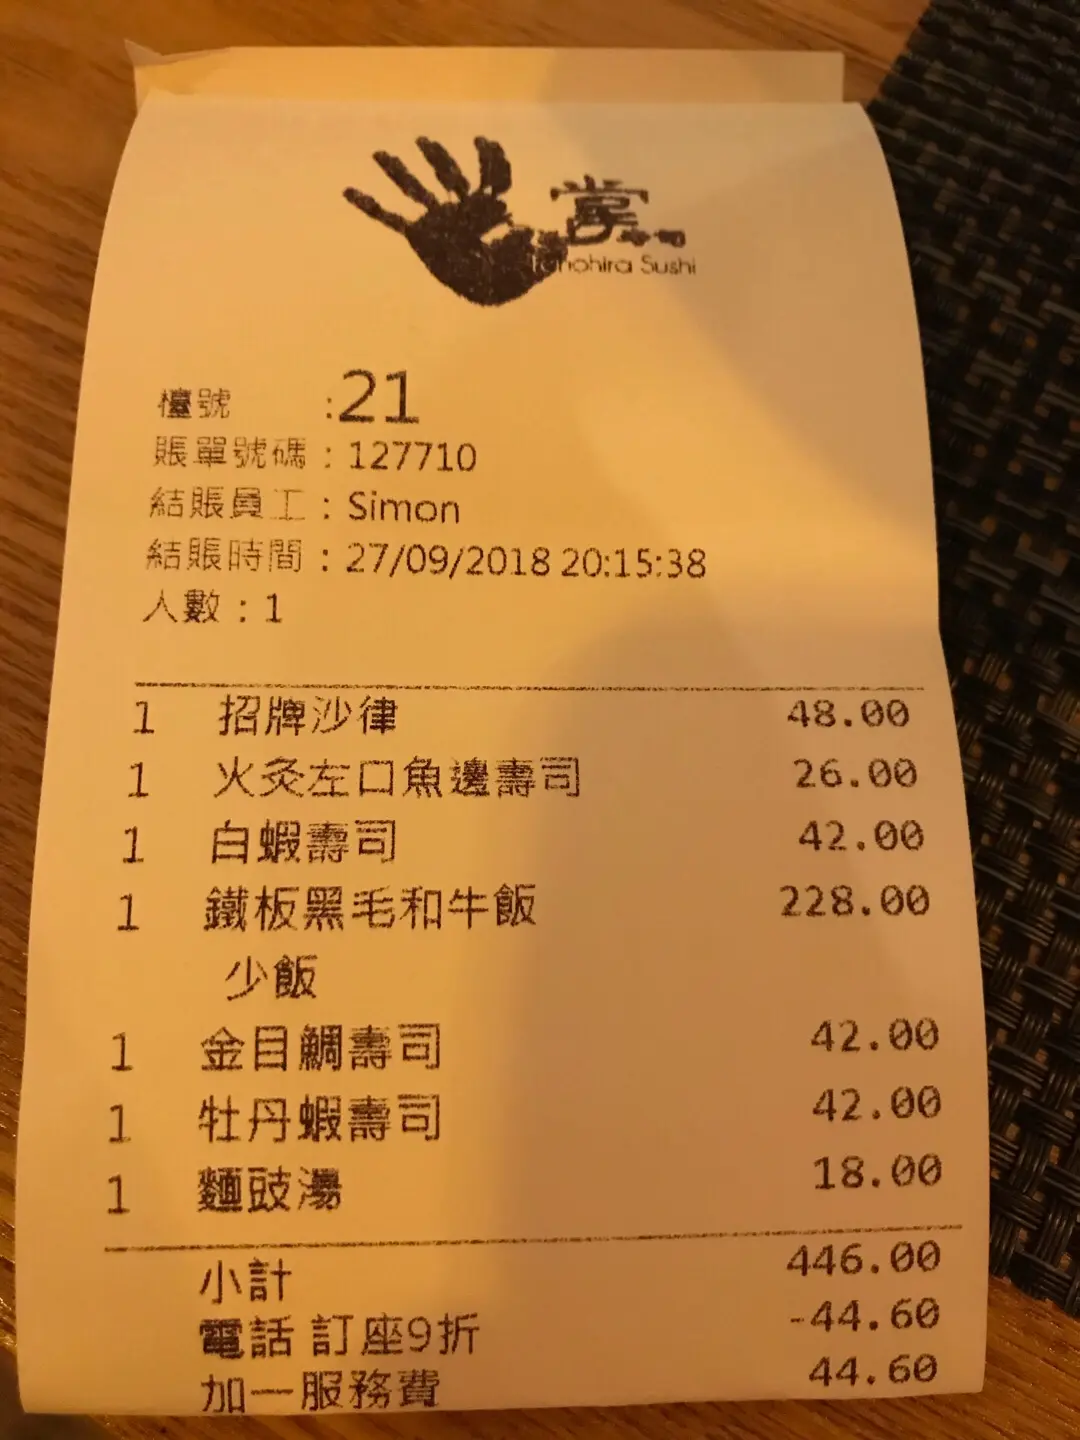 掌
Sushi
檯號 :21
賬單號碼 : 127710
結賬員工 : Simon
結賬時間 : 27/09/2018 20:15:38
人數 : 1
1 招牌沙律 48.00
1 火灸左口魚邊壽司 26.00
1 白蝦壽司 42.00
1 鐵板黑毛和牛飯 228.00
少飯
1 金目鯛壽司 42.00
1 牡丹蝦壽司 42.00
1 麵豉湯 18.00
小計 446.00
電話 訂座9折 -44.60
加一服務費 44.60